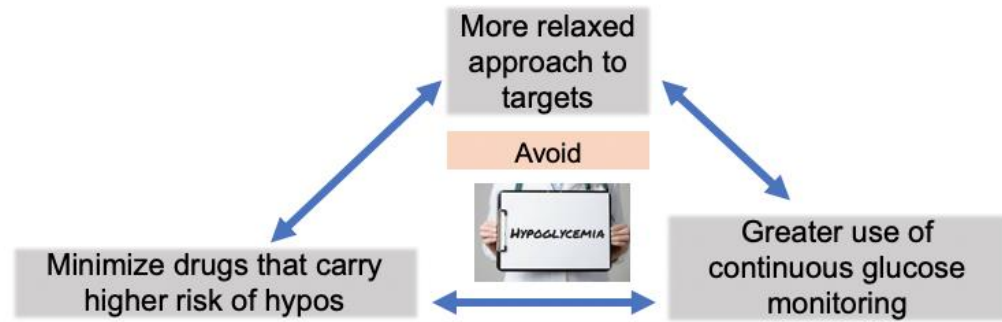 More relaxed
approach to
targets
Avoid
HYPOGLYCEMIA
Minimize drugs that carry
higher risk of hypos
Greater use of
continuous glucose
monitoring